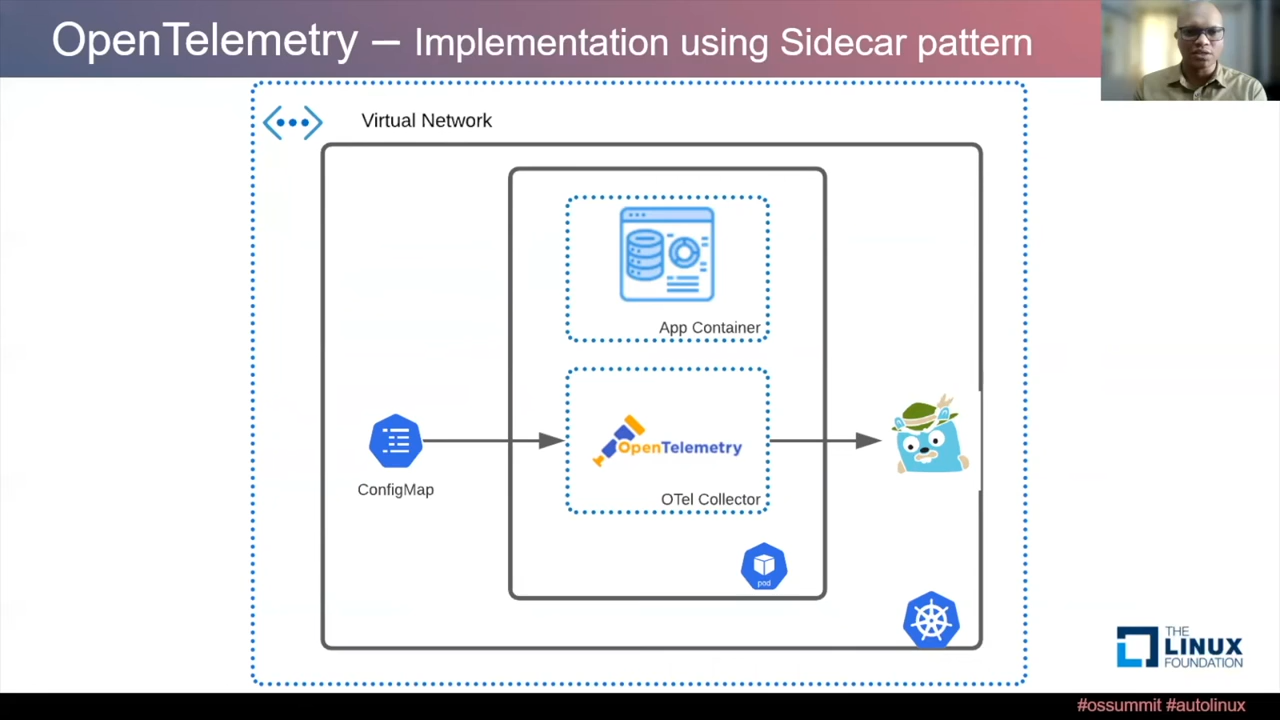 OpenTelemetry – Implementation using Sidecar pattern
Virtual Network
App Container
ConfigMap
OpenTelemetry
OTel Collector
pod
THE
LINUX
FOUNDATION
#ossummit #autolinux